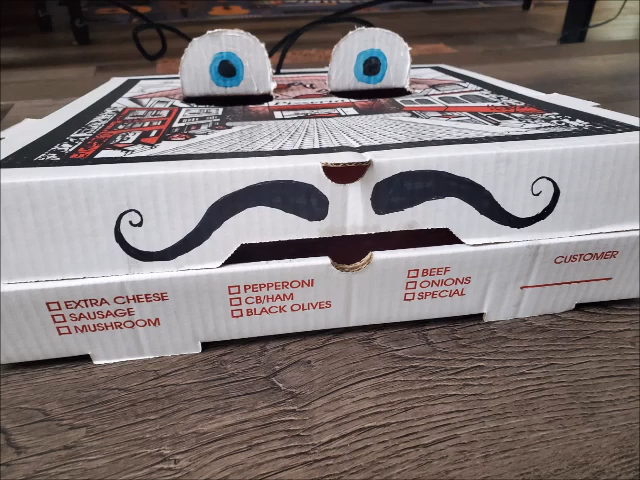 EXTRA CHEESE
SAUSAGE
MUSHROOM
PEPPERONI
CB/HAM
BLACK OLIVES
BEEF
ONIONS
SPECIAL
CUSTOMER